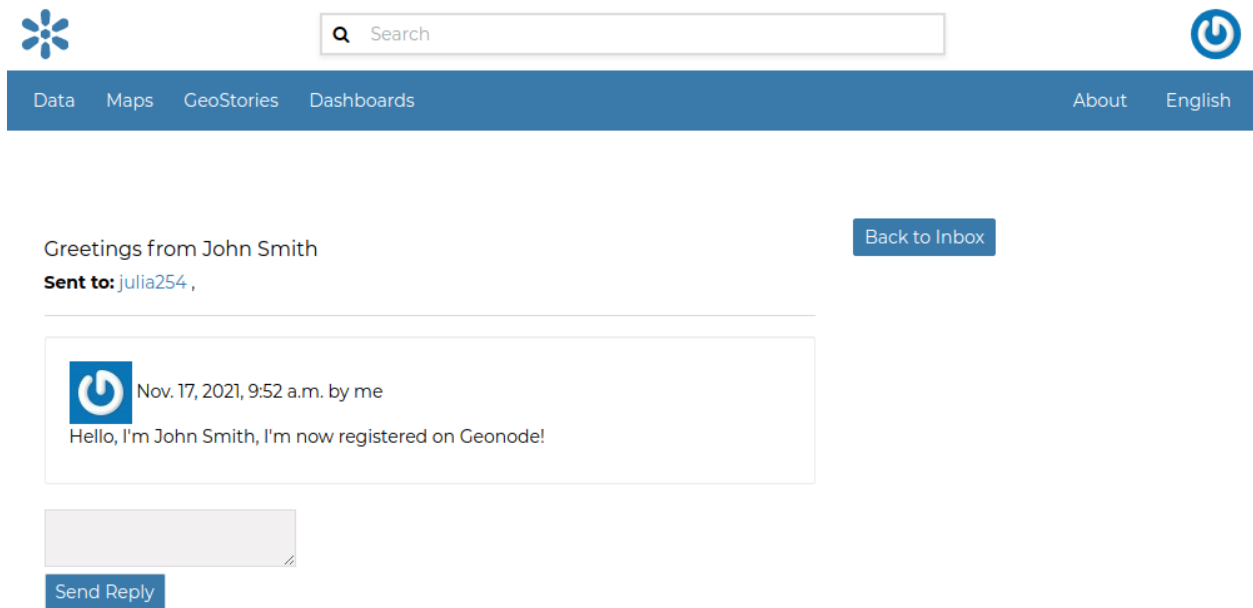 Search
Data Maps GeoStories Dashboards About English
Greetings from John Smith
Back to Inbox
Sent to: julia254 ,
Nov. 17, 2021, 9:52 a.m. by me
Hello, I'm John Smith, I'm now registered on Geonode!
Send Reply